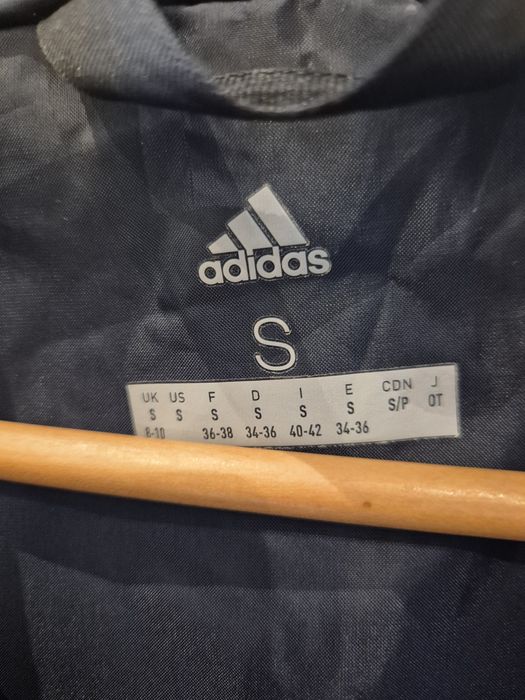 adidas
S
UK US F D I E CDN J
S S S S S S S/P OT
8-10 36-38 34-36 40-42 34-36